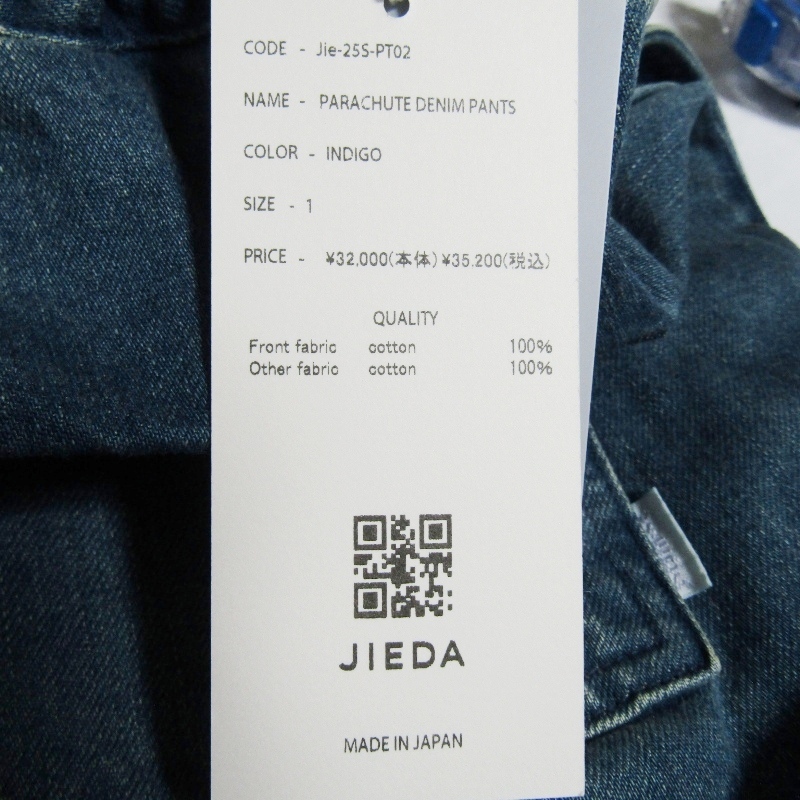 CODE - Jie-25S-PT02
NAME - PARACHUTE DENIM PANTS
COLOR - INDIGO
SIZE - 1
PRICE - ¥32,000(本体)¥35,200(税込)
QUALITY
Front fabric cotton 100%
Other fabric cotton 100%
JIEDA
MADE IN JAPAN